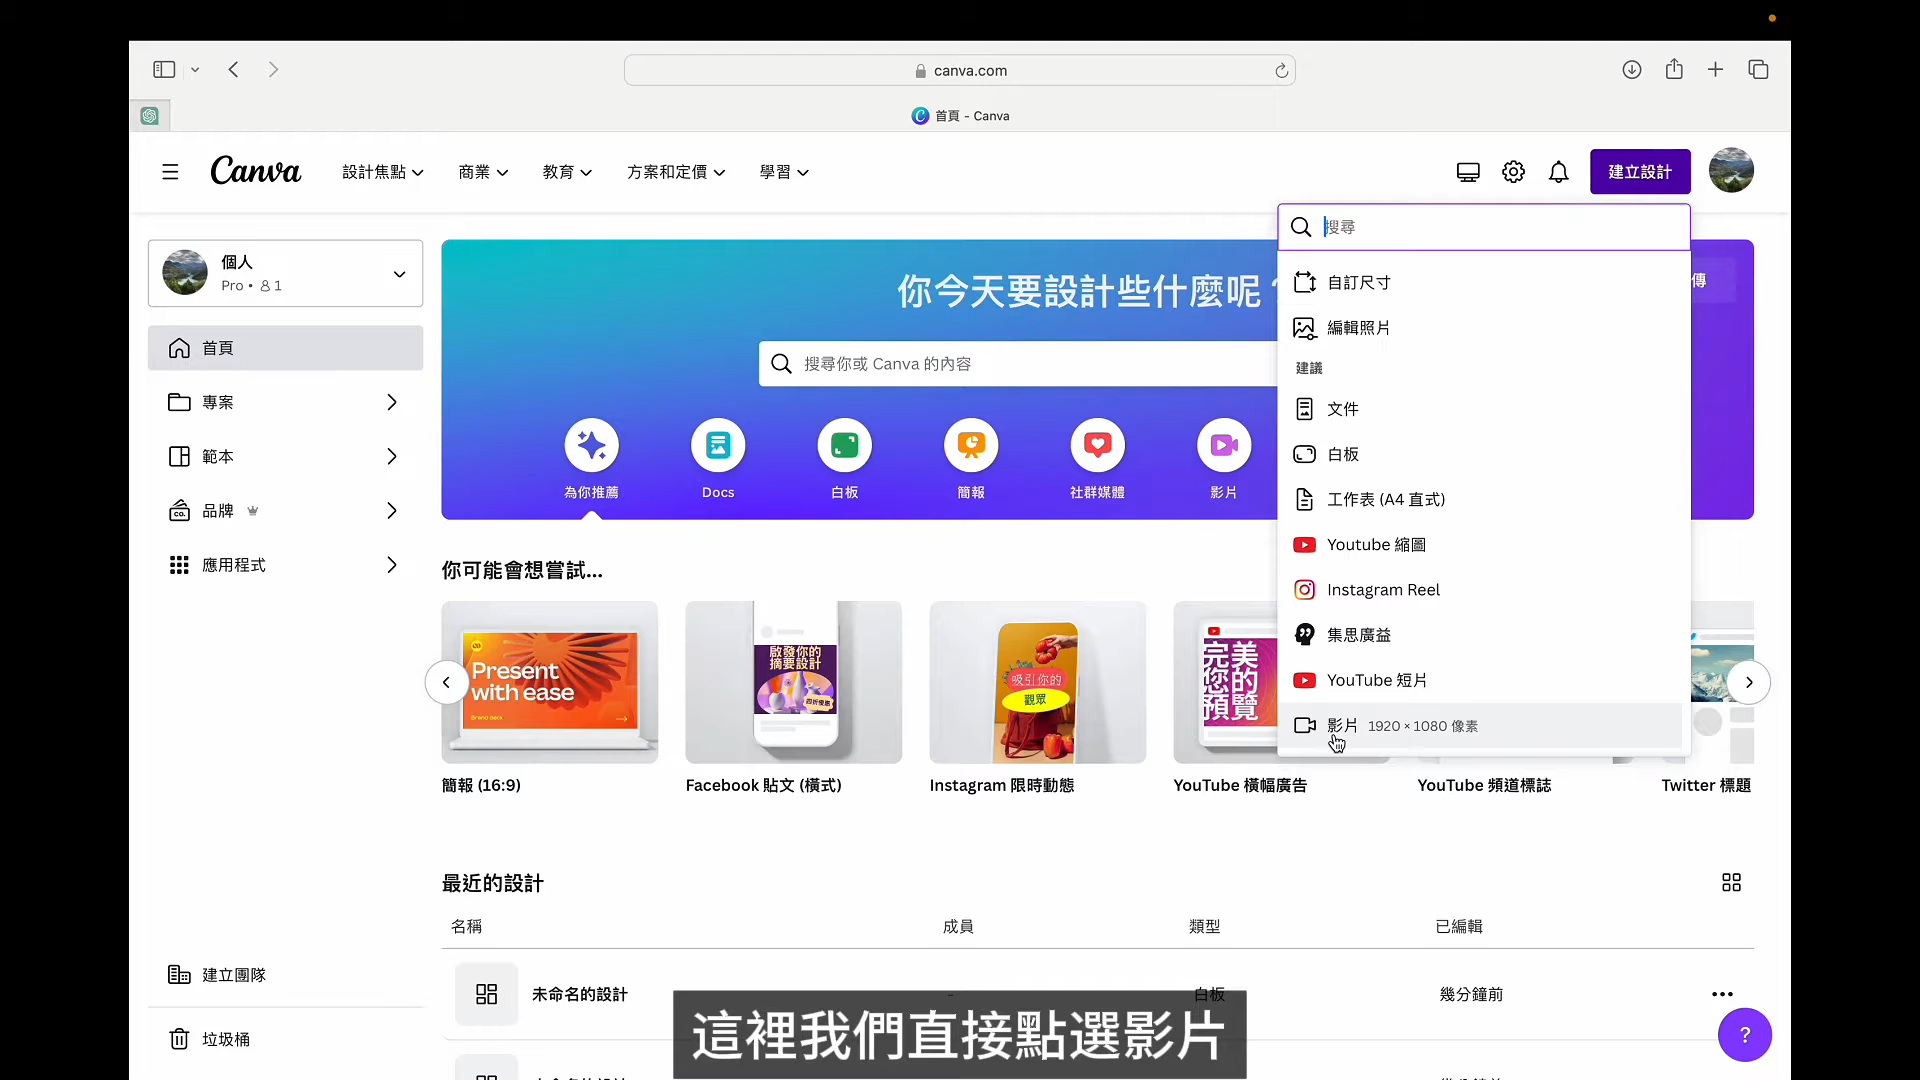 canva.com
首頁 - Canva
Canva
設計焦點
商業
教育
方案和定價
學習
建立設計
個人
Pro • 1
首頁
專案
範本
品牌
應用程式
建立團隊
垃圾桶
你今天要設計些什麼呢？
搜尋你或 Canva 的內容
為你推薦
Docs
白板
簡報
社群媒體
影片
傳
搜尋
自訂尺寸
編輯照片
建議
文件
白板
工作表 (A4 直式)
Youtube 縮圖
Instagram Reel
集思廣益
YouTube 短片
影片 1920 × 1080 像素
你可能會想嘗試...
Present
with ease
啟發你的
摘要設計
吸引你的
觀眾
完美的
您的
預覽
簡報 (16:9)
Facebook 貼文 (橫式)
Instagram 限時動態
YouTube 橫幅廣告
YouTube 頻道標誌
Twitter 標題
最近的設計
名稱
成員
類型
已編輯
未命名的設計
-
白板
幾分鐘前
?
這裡我們直接點選影片